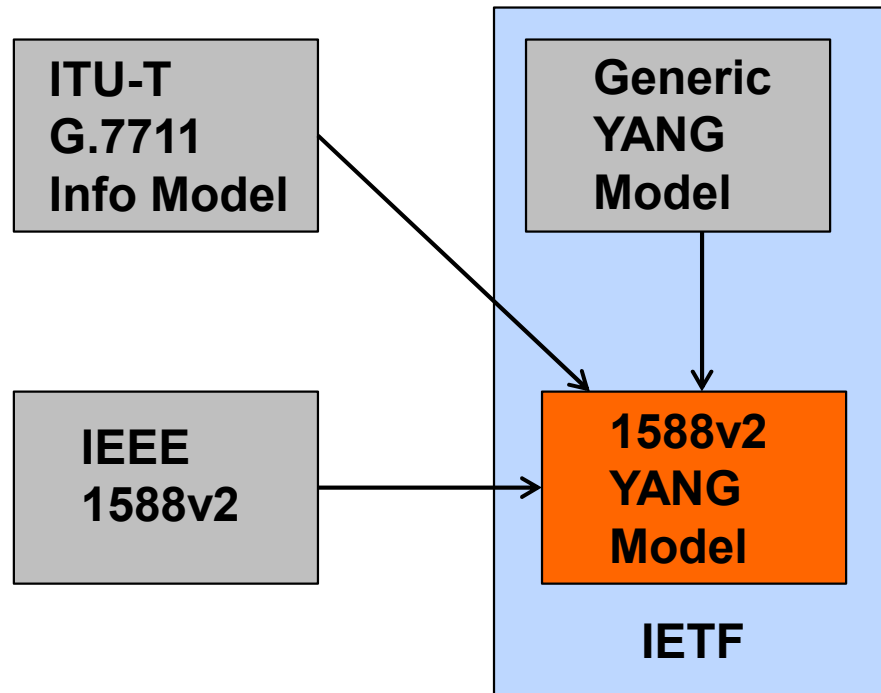 ITU-T
G.7711
Info Model
Generic
YANG
Model
IEEE
1588v2
1588v2
YANG
Model
IETF